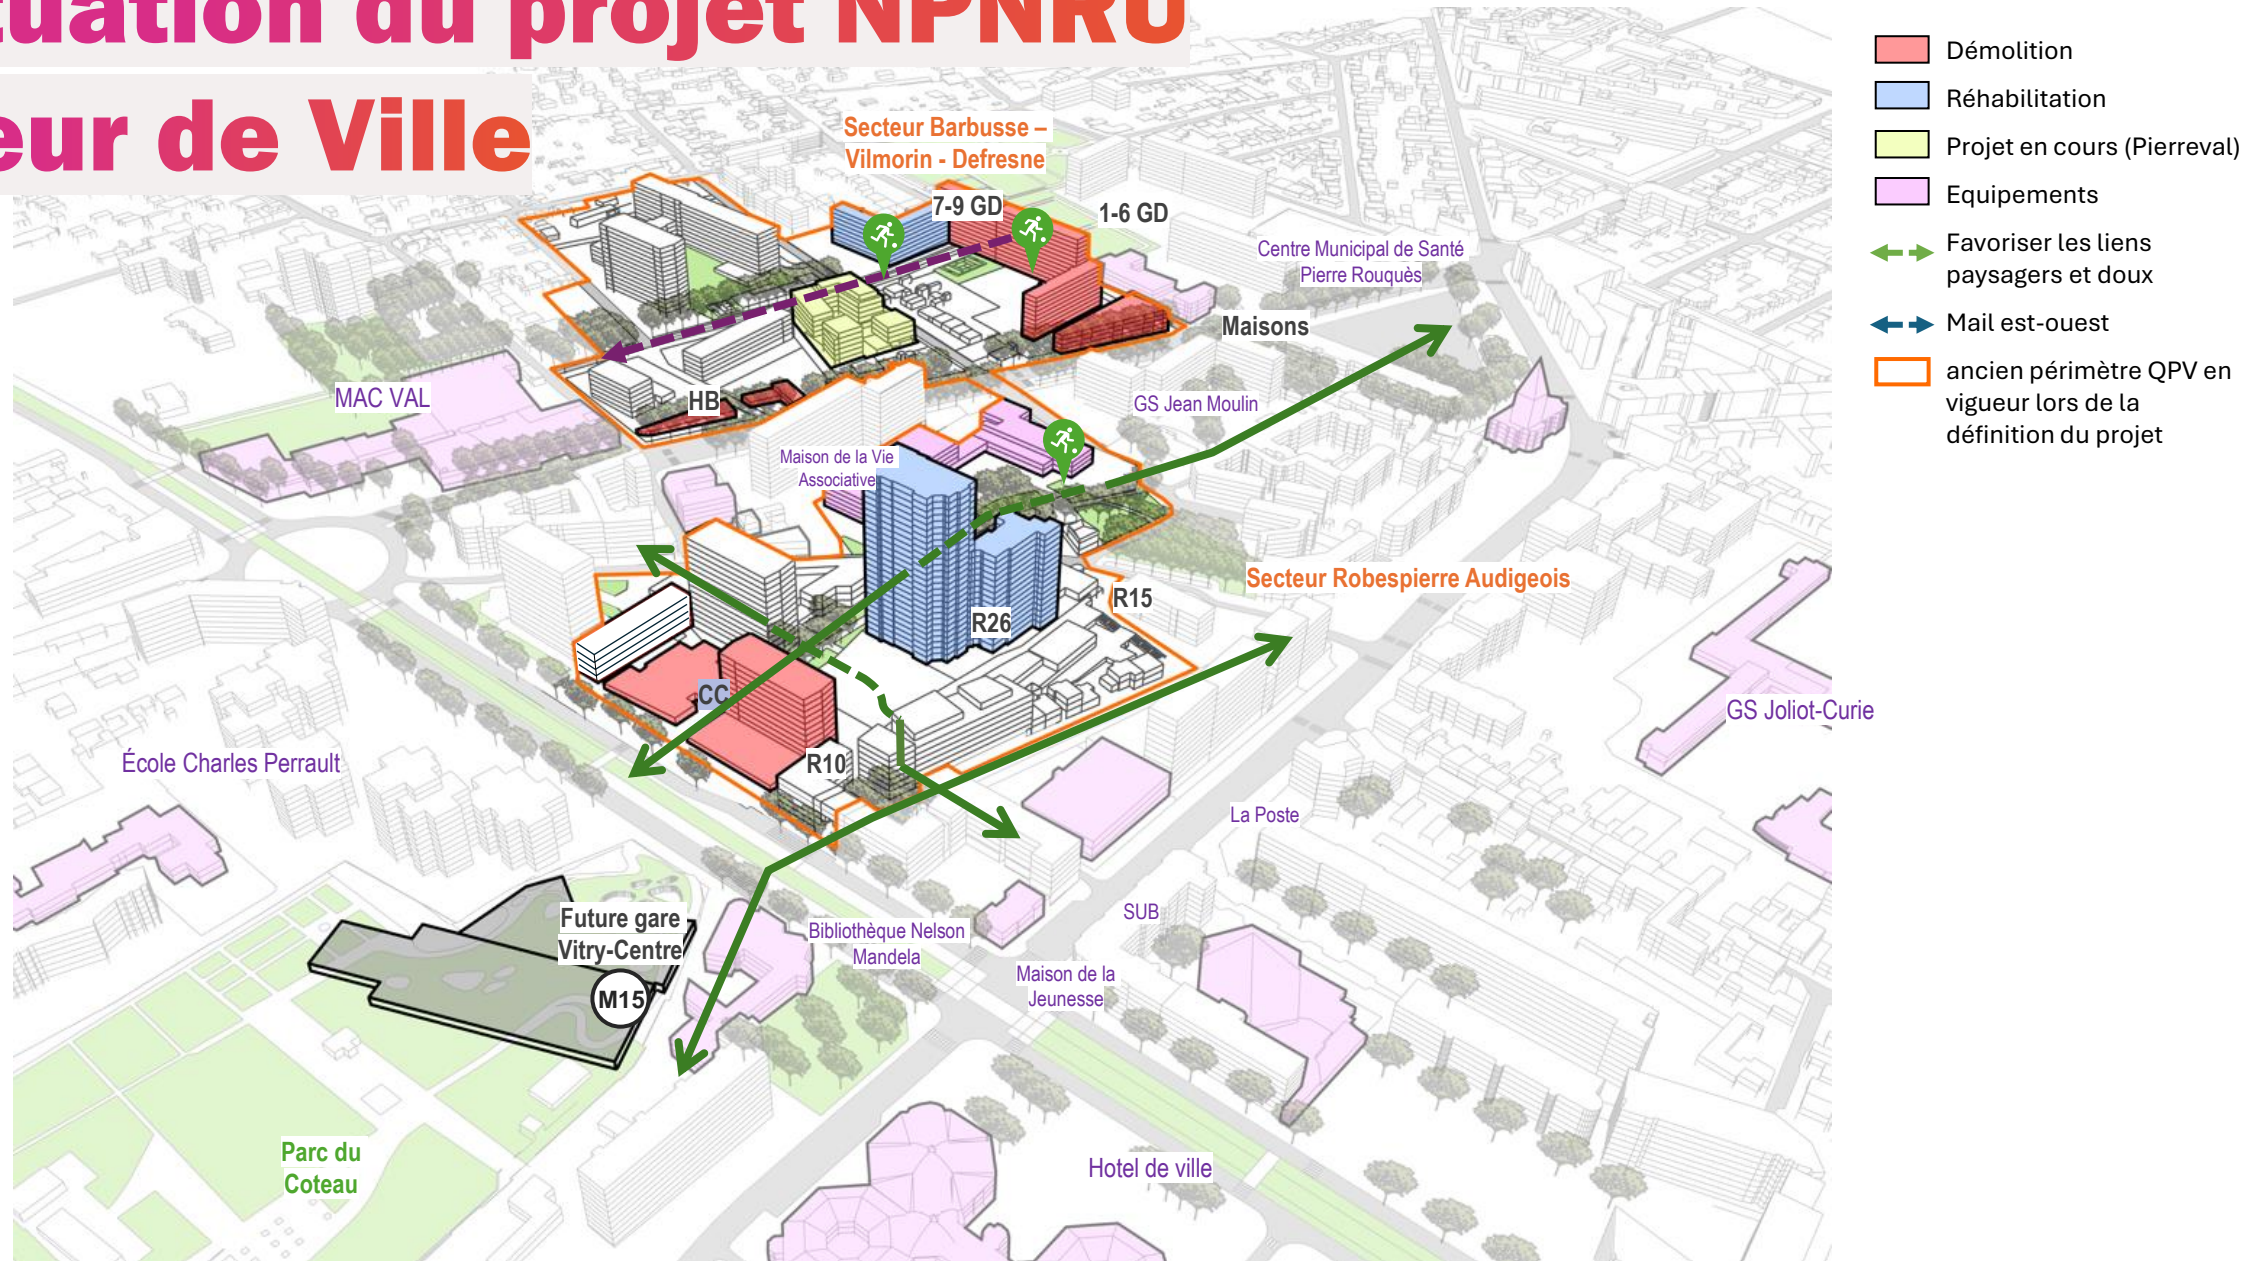 tuation du projet NPNRU
eur de Ville
Démolition
Réhabilitation
Projet en cours (Pierreval)
Equipements
Favoriser les liens
paysagers et doux
Mail est-ouest
ancien périmètre QPV en
vigueur lors de la
définition du projet
Secteur Barbusse –
Vilmorin - Defresne
7-9 GD
1-6 GD
Centre Municipal de Santé
Pierre Rouquès
Maisons
MAC VAL
HB
GS Jean Moulin
Maison de la Vie
Associative
Secteur Robespierre Audigeois
R15
R26
CC
GS Joliot-Curie
R10
École Charles Perrault
La Poste
Future gare
Vitry-Centre
M15
SUB
Bibliothèque Nelson
Mandela
Maison de la
Jeunesse
Parc du
Coteau
Hotel de ville